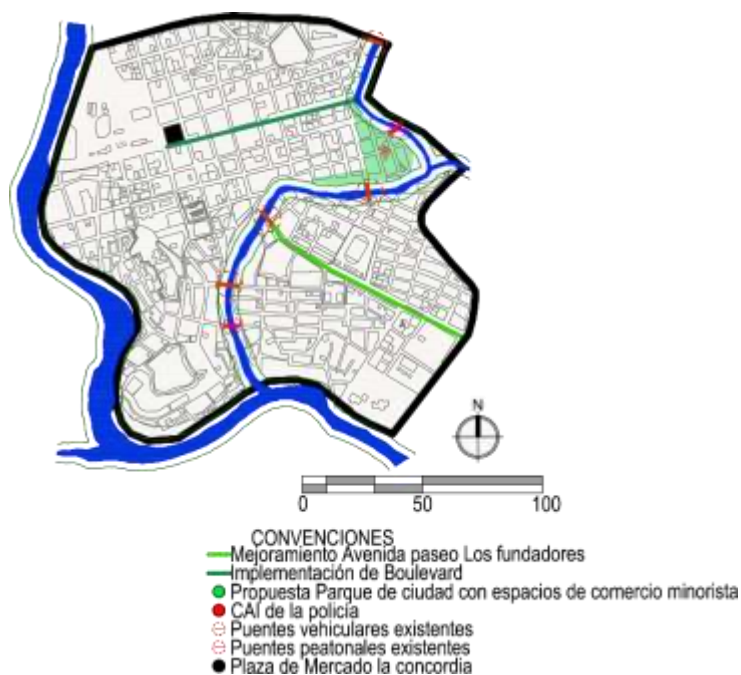 N
0 50 100
CONVENCIONES
Mejoramiento Avenida paseo Los fundadores
Implementación de Boulevard
Propuesta Parque de ciudad con espacios de comercio minorista
CAI de la policía
Puentes vehiculares existentes
Puentes peatonales existentes
Plaza de Mercado la concordia